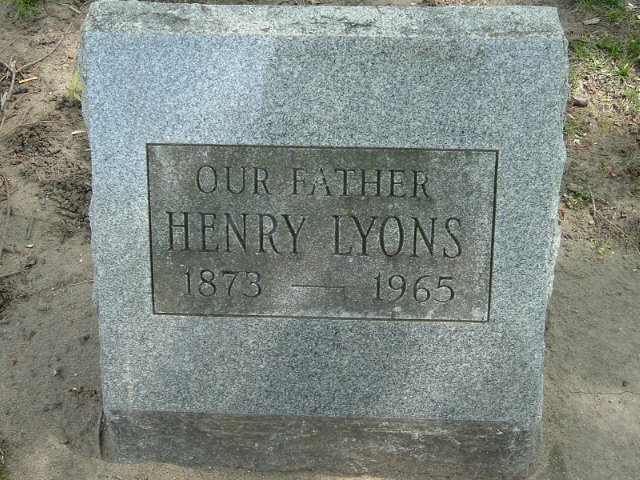 OUR FATHER
HENRY LYONS
1873 — 1965